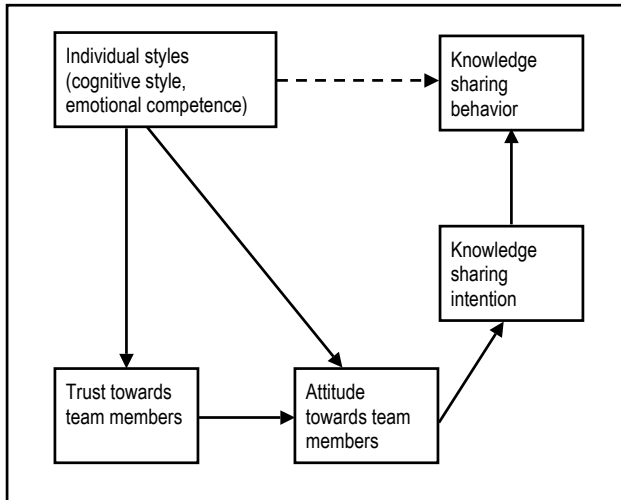 Individual styles
(cognitive style,
emotional competence)
Knowledge
sharing
behavior
Knowledge
sharing
intention
Trust towards
team members
Attitude
towards team
members